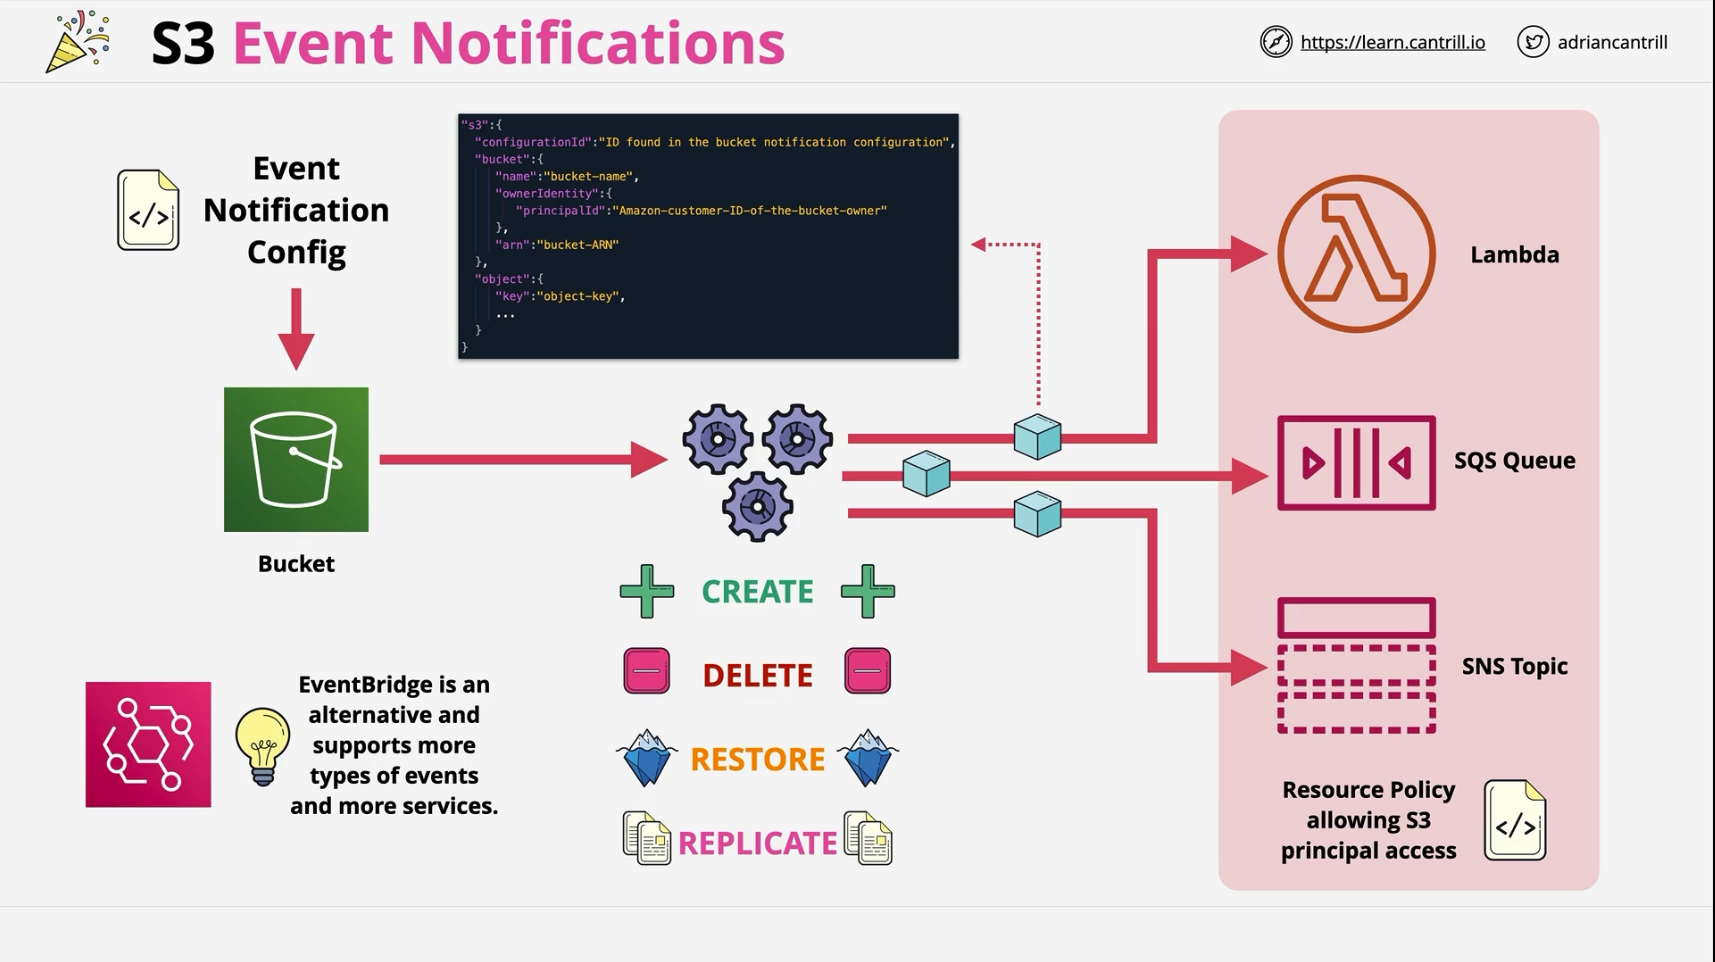 S3 Event Notifications
https://learn.cantrill.io
adriancantrill
Event
Notification
Config
</>
"s3":{
"configurationId":"ID found in the bucket notification configuration",
"bucket":{
"name":"bucket-name",
"ownerIdentity":{
"principalId":"Amazon-customer-ID-of-the-bucket-owner"
},
"arn":"bucket-ARN"
},
"object":{
"key":"object-key",
...
}
}
Lambda
SQS Queue
SNS Topic
Bucket
CREATE
DELETE
RESTORE
REPLICATE
EventBridge is an
alternative and
supports more
types of events
and more services.
Resource Policy
allowing S3
principal access
</>